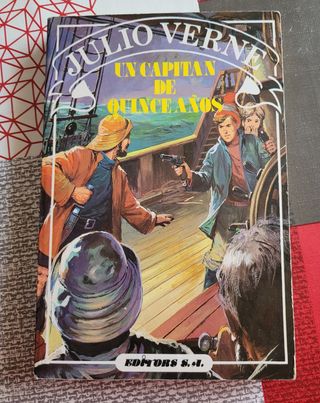 JULIO VERNE
UN CAPITAN
DE
QUINCE AÑOS
EDITORS S.A.